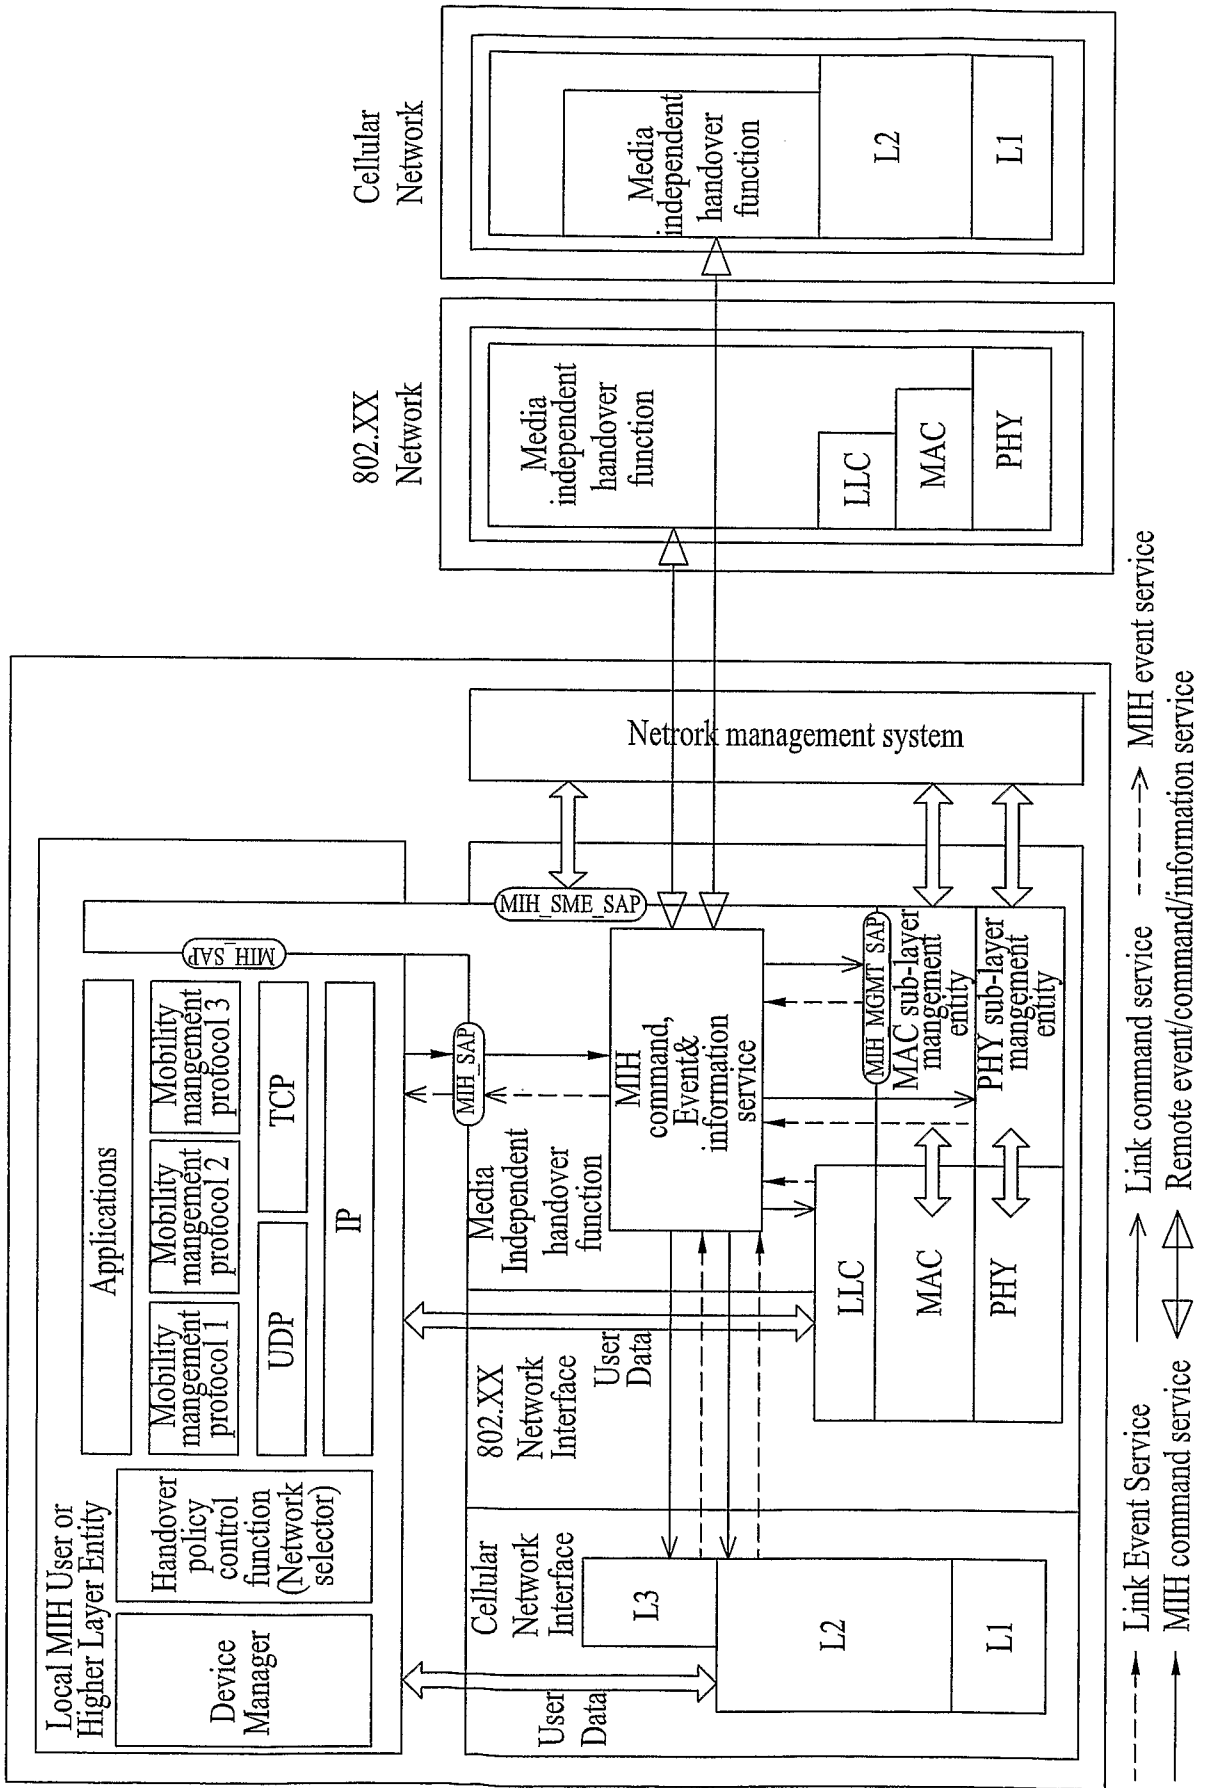 Local MIH User or
Higher Layer Entity
Device
Manager
Handover
policy
control
function
(Network
selector)
Applications
Mobility
mangement
protocol 1
Mobility
mangement
protocol 2
Mobility
mangement
protocol 3
UDP
TCP
IP
MIH_SAP
MIH_SAP
MIH_SME_SAP
User
Data
Cellular
Network
Interface
L3
L2
L1
802.XX
Network
Interface
User
Data
Media
Independent
handover
function
MIH
command,
Event&
information
service
LLC
MAC
PHY
MIH_MGMT_SAP
MAC sub-layer
management
entity
PHY sub-layer
mangement
entity
Netrork management system
802.XX
Network
Media
independent
handover
function
LLC
MAC
PHY
Cellular
Network
Media
independent
handover
function
L2
L1
Link Event Service
Link command service
MIH event service
MIH command service
Remote event/command/information service